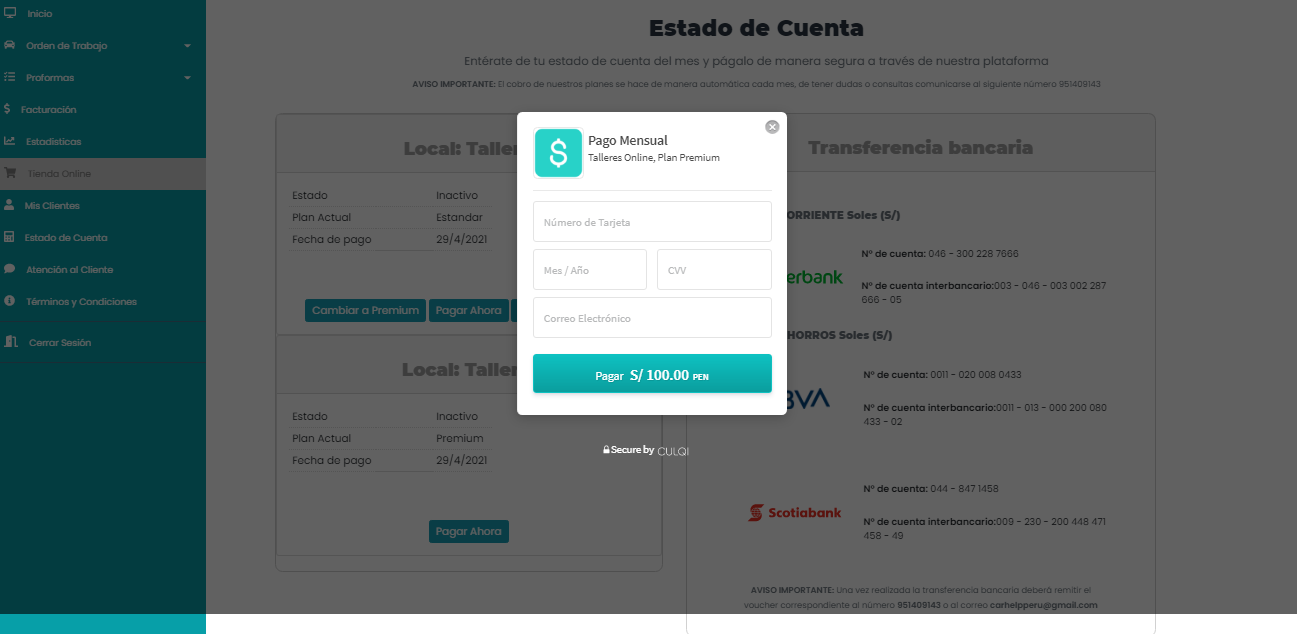 Inicio
Orden de Trabajo
Proformas
Facturación
Estadísticas
Tienda Online
Mis Clientes
Estado de Cuenta
Atención al Cliente
Términos y Condiciones
Cerrar Sesión
Estado de Cuenta
Entérate de tu estado de cuenta del mes y págalo de manera segura a través de nuestra plataforma
AVISO IMPORTANTE: El cobro de nuestros planes se hace de manera automática cada mes, de tener dudas o consultas comunicarse al siguiente número 951409143
Local: Taller
Estado Inactivo
Plan Actual Estandar
Fecha de pago 29/4/2021
Cambiar a Premium Pagar Ahora
Local: Taller
Estado Inactivo
Plan Actual Premium
Fecha de pago 29/4/2021
Pagar Ahora
Pago Mensual
Talleres Online, Plan Premium
Número de Tarjeta
Mes / Año CVV
Correo Electrónico
Pagar S/ 100.00 PEN
Secure by CULQI
Transferencia bancaria
ORRIENTE Soles (S/)
erbank
Nº de cuenta: 046 - 300 228 7666
Nº de cuenta interbancario:003 - 046 - 003 002 287
666 - 05
HORROS Soles (S/)
BVA
Nº de cuenta: 0011 - 020 008 0433
Nº de cuenta interbancario:0011 - 013 - 000 200 080
433 - 02
Scotiabank
Nº de cuenta: 044 - 847 1458
Nº de cuenta interbancario:009 - 230 - 200 448 471
458 - 49
AVISO IMPORTANTE: Una vez realizada la transferencia bancaria deberá remitir el
voucher correspondiente al número 951409143 o al correo carhelpperu@gmail.com